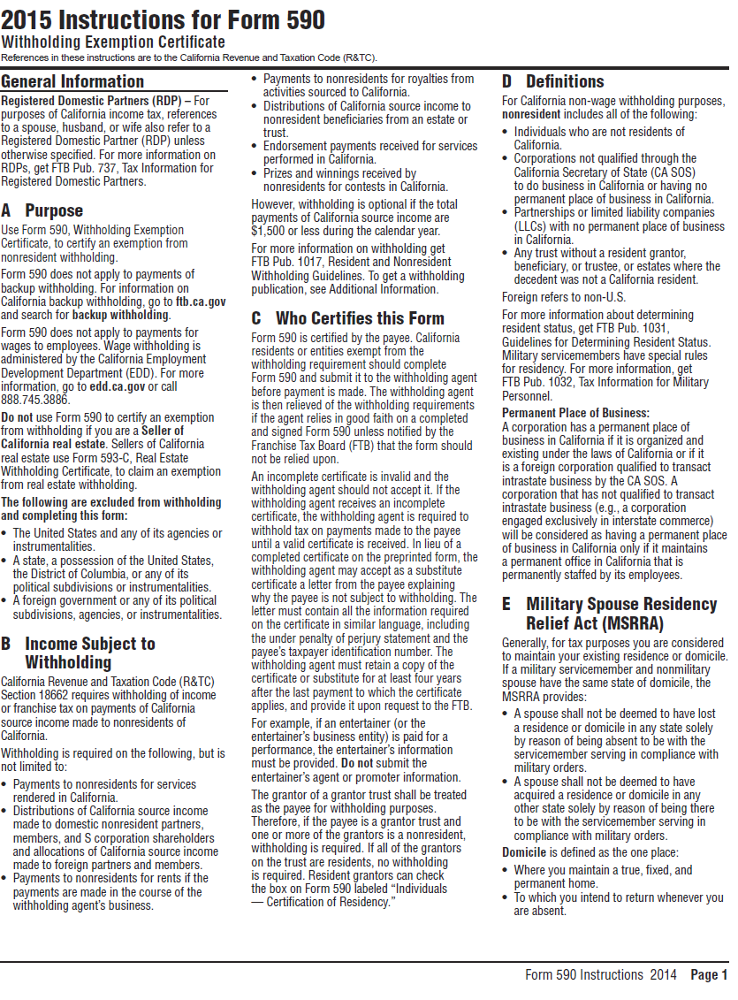 2015 Instructions for Form 590
Withholding Exemption Certificate
References in these instructions are to the California Revenue and Taxation Code (R&TC).
General Information
Registered Domestic Partners (RDP) – For
purposes of California income tax, references
to a spouse, husband, or wife also refer to a
Registered Domestic Partner (RDP) unless
otherwise specified. For more information on
RDPs, get FTB Pub. 737, Tax Information for
Registered Domestic Partners.
A Purpose
Use Form 590, Withholding Exemption
Certificate, to certify an exemption from
nonresident withholding.
Form 590 does not apply to payments of
backup withholding. For information on
California backup withholding, go to ftb.ca.gov
and search for backup withholding.
Form 590 does not apply to payments for
wages to employees. Wage withholding is
administered by the California Employment
Development Department (EDD). For more
information, go to edd.ca.gov or call
888.745.3886.
Do not use Form 590 to certify an exemption
from withholding if you are a Seller of
California real estate. Sellers of California
real estate use Form 593-C, Real Estate
Withholding Certificate, to claim an exemption
from real estate withholding.
The following are excluded from withholding
and completing this form:
• The United States and any of its agencies or
instrumentalities.
• A state, a possession of the United States,
the District of Columbia, or any of its
political subdivisions or instrumentalities.
• A foreign government or any of its political
subdivisions, agencies, or instrumentalities.
B Income Subject to
Withholding
California Revenue and Taxation Code (R&TC)
Section 18662 requires withholding of income
or franchise tax on payments of California
source income made to nonresidents of
California.
Withholding is required on the following, but is
not limited to:
• Payments to nonresidents for services
rendered in California.
• Distributions of California source income
made to domestic nonresident partners,
members, and S corporation shareholders
and allocations of California source income
made to foreign partners and members.
• Payments to nonresidents for rents if the
payments are made in the course of the
withholding agent's business.
• Payments to nonresidents for royalties from
activities sourced to California.
• Distributions of California source income to
nonresident beneficiaries from an estate or
trust.
• Endorsement payments received for services
performed in California.
• Prizes and winnings received by
nonresidents for contests in California.
However, withholding is optional if the total
payments of California source income are
$1,500 or less during the calendar year.
For more information on withholding get
FTB Pub. 1017, Resident and Nonresident
Withholding Guidelines. To get a withholding
publication, see Additional Information.
C Who Certifies this Form
Form 590 is certified by the payee. California
residents or entities exempt from the
withholding requirement should complete
Form 590 and submit it to the withholding agent
before payment is made. The withholding agent
is then relieved of the withholding requirements
if the agent relies in good faith on a completed
and signed Form 590 unless notified by the
Franchise Tax Board (FTB) that the form should
not be relied upon.
An incomplete certificate is invalid and the
withholding agent should not accept it. If the
withholding agent receives an incomplete
certificate, the withholding agent is required to
withhold tax on payments made to the payee
until a valid certificate is received. In lieu of a
completed certificate on the preprinted form, the
withholding agent may accept as a substitute
certificate a letter from the payee explaining
why the payee is not subject to withholding. The
letter must contain all the information required
on the certificate in similar language, including
the under penalty of perjury statement and the
payee's taxpayer identification number. The
withholding agent must retain a copy of the
certificate or substitute for at least four years
after the last payment to which the certificate
applies, and provide it upon request to the FTB.
For example, if an entertainer (or the
entertainer's business entity) is paid for a
performance, the entertainer's information
must be provided. Do not submit the
entertainer's agent or promoter information.
The grantor of a grantor trust shall be treated
as the payee for withholding purposes.
Therefore, if the payee is a grantor trust and
one or more of the grantors is a nonresident,
withholding is required. If all of the grantors
on the trust are residents, no withholding
is required. Resident grantors can check
the box on Form 590 labeled “Individuals
— Certification of Residency.”
D Definitions
For California non-wage withholding purposes,
nonresident includes all of the following:
• Individuals who are not residents of
California.
• Corporations not qualified through the
California Secretary of State (CA SOS)
to do business in California or having no
permanent place of business in California.
• Partnerships or limited liability companies
(LLCs) with no permanent place of business
in California.
• Any trust without a resident grantor,
beneficiary, or trustee, or estates where the
decedent was not a California resident.
Foreign refers to non-U.S.
For more information about determining
resident status, get FTB Pub. 1031,
Guidelines for Determining Resident Status.
Military servicemembers have special rules
for residency. For more information, get
FTB Pub. 1032, Tax Information for Military
Personnel.
Permanent Place of Business:
A corporation has a permanent place of
business in California if it is organized and
existing under the laws of California or if it
is a foreign corporation qualified to transact
intrastate business by the CA SOS. A
corporation that has not qualified to transact
intrastate business (e.g., a corporation
engaged exclusively in interstate commerce)
will be considered as having a permanent place
of business in California only if it maintains
a permanent office in California that is
permanently staffed by its employees.
E Military Spouse Residency
Relief Act (MSRRA)
Generally, for tax purposes you are considered
to maintain your existing residence or domicile.
If a military servicemember and nonmilitary
spouse have the same state of domicile, the
MSRRA provides:
• A spouse shall not be deemed to have lost
a residence or domicile in any state solely
by reason of being absent to be with the
servicemember serving in compliance with
military orders.
• A spouse shall not be deemed to have
acquired a residence or domicile in any
other state solely by reason of being there
to be with the servicemember serving in
compliance with military orders.
Domicile is defined as the one place:
• Where you maintain a true, fixed, and
permanent home.
• To which you intend to return whenever you
are absent.
Form 590 Instructions 2014 Page 1